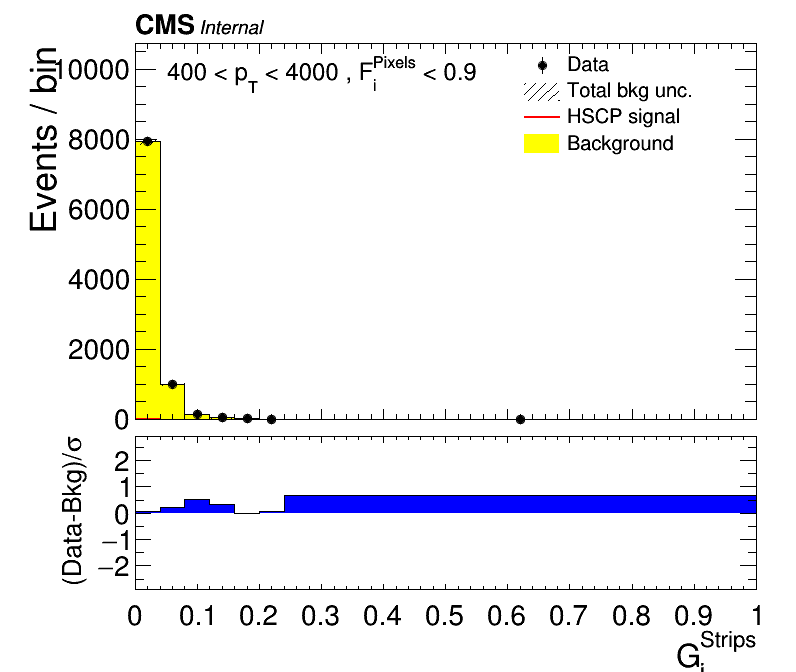 CMS Internal
400 < p_T < 4000 , F_i^Pixels < 0.9
Data
Total bkg unc.
HSCP signal
Background
Events / bin
10000
8000
6000
4000
2000
0
(Data-Bkg)/σ
2
1
0
−1
−2
0 0.1 0.2 0.3 0.4 0.5 0.6 0.7 0.8 0.9 1
G_i^Strips